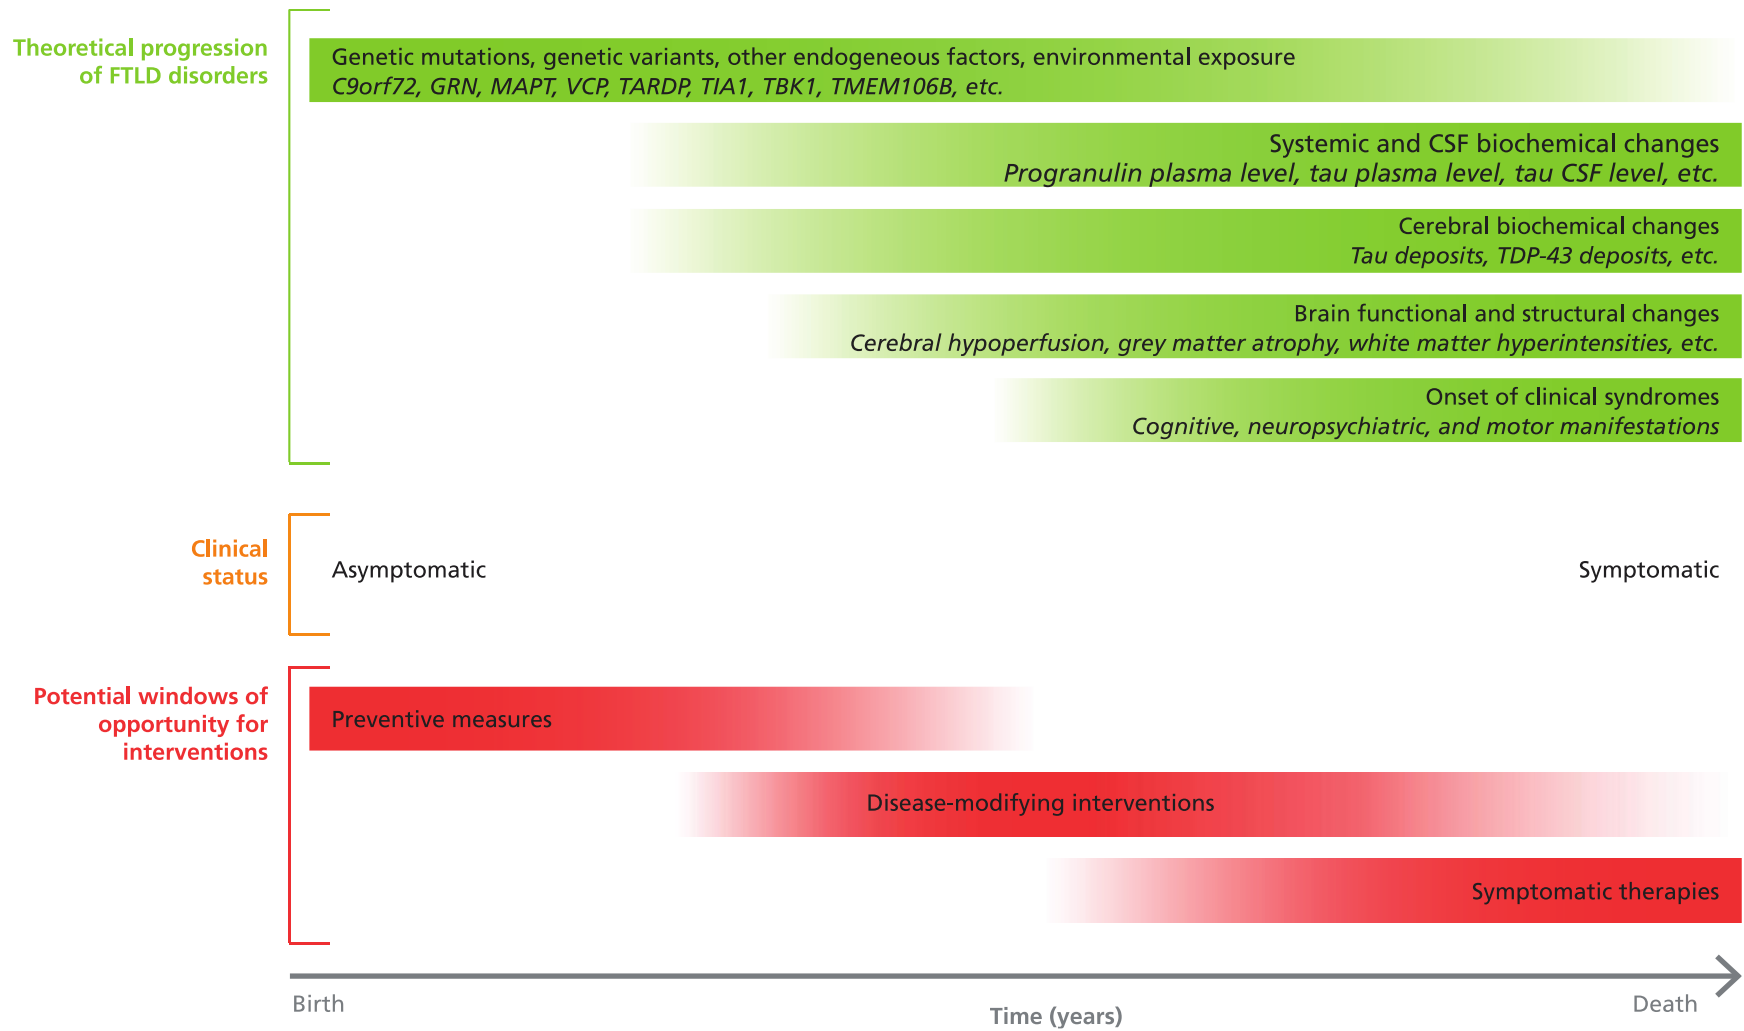 Theoretical progression
of FTLD disorders
Genetic mutations, genetic variants, other endogeneous factors, environmental exposure
C9orf72, GRN, MAPT, VCP, TARDP, TIA1, TBK1, TMEM106B, etc.
Systemic and CSF biochemical changes
Progranulin plasma level, tau plasma level, tau CSF level, etc.
Cerebral biochemical changes
Tau deposits, TDP-43 deposits, etc.
Brain functional and structural changes
Cerebral hypoperfusion, grey matter atrophy, white matter hyperintensities, etc.
Onset of clinical syndromes
Cognitive, neuropsychiatric, and motor manifestations
Clinical
status
Asymptomatic
Symptomatic
Potential windows of
opportunity for
interventions
Preventive measures
Disease-modifying interventions
Symptomatic therapies
Birth
Time (years)
Death